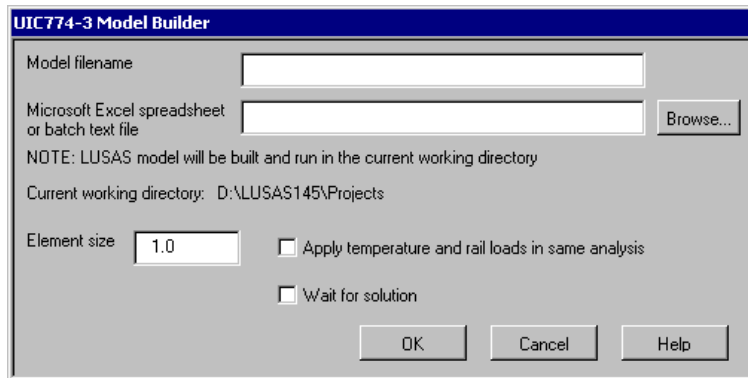 UIC774-3 Model Builder
Model filename
Microsoft Excel spreadsheet
or batch text file
Browse...
NOTE: LUSAS model will be built and run in the current working directory
Current working directory: D:\LUSAS145\Projects
Element size 1.0 Apply temperature and rail loads in same analysis
Wait for solution
OK Cancel Help